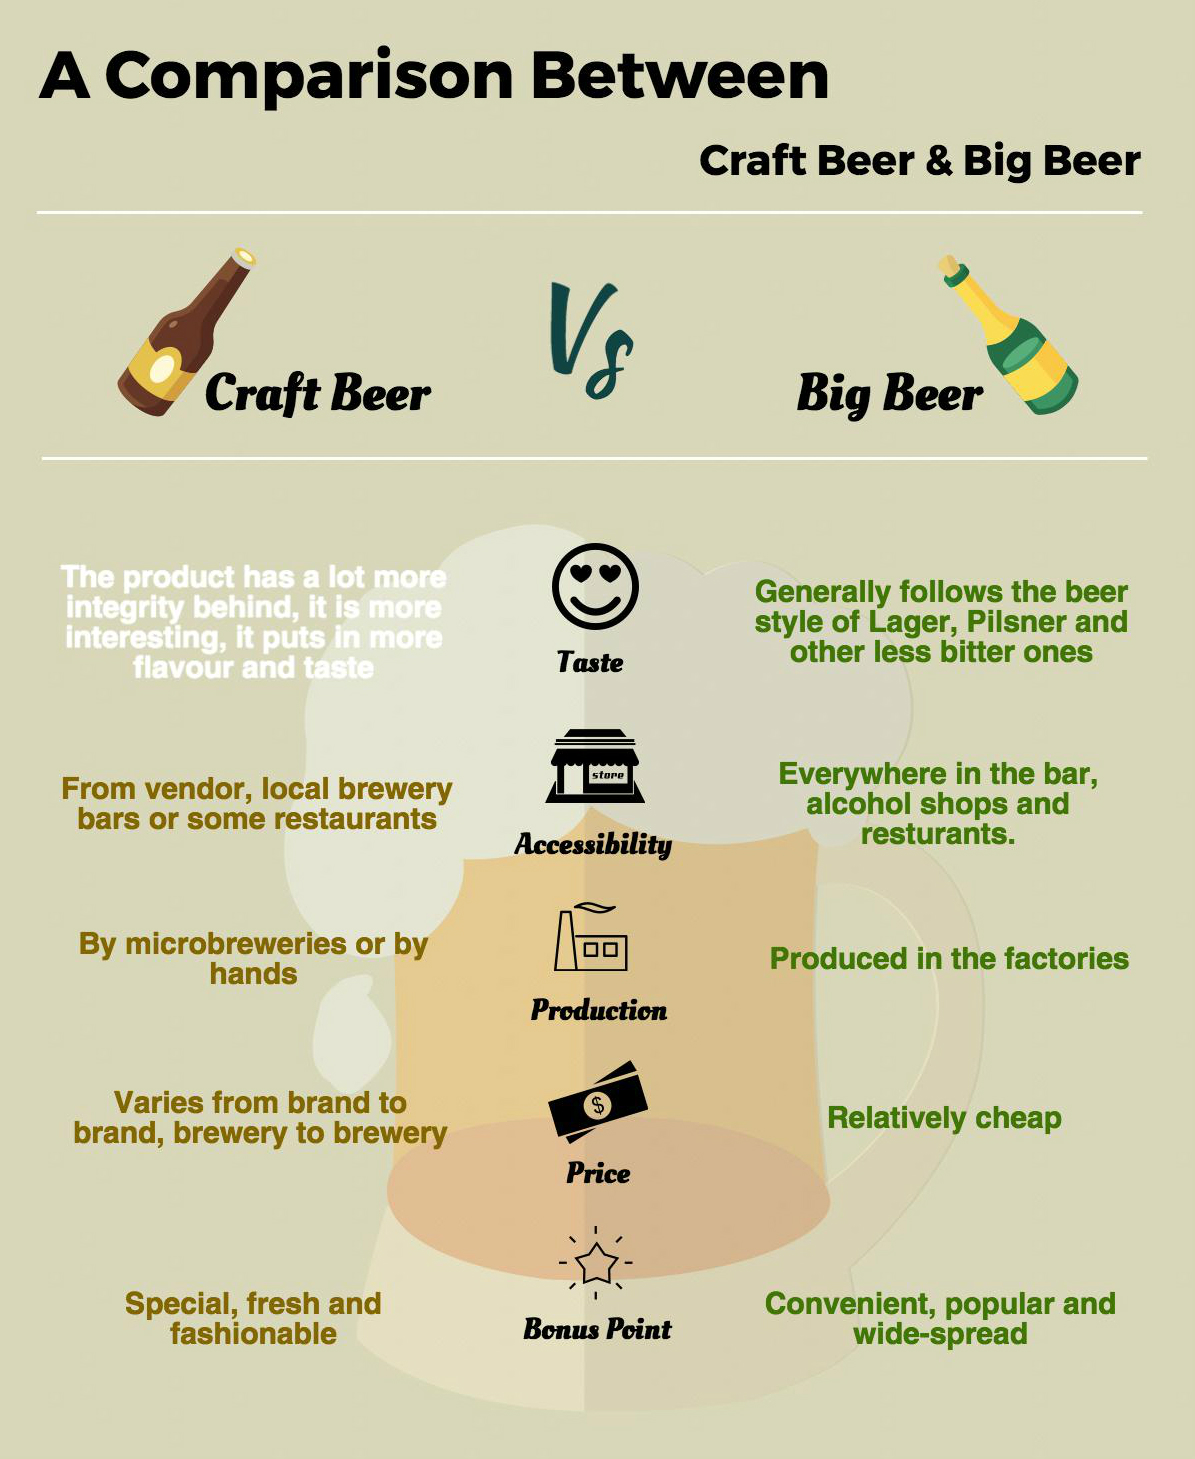 A Comparison Between
Craft Beer & Big Beer
Craft Beer
Vs
Big Beer
The product has a lot more
integrity behind, it is more
interesting, it puts in more
flavour and taste
Taste
Generally follows the beer
style of Lager, Pilsner and
other less bitter ones
From vendor, local brewery
bars or some restaurants
store
Accessibility
Everywhere in the bar,
alcohol shops and
resturants.
By microbreweries or by
hands
Production
Produced in the factories
Varies from brand to
brand, brewery to brewery
$
Price
Relatively cheap
Special, fresh and
fashionable
Bonus Point
Convenient, popular and
wide-spread